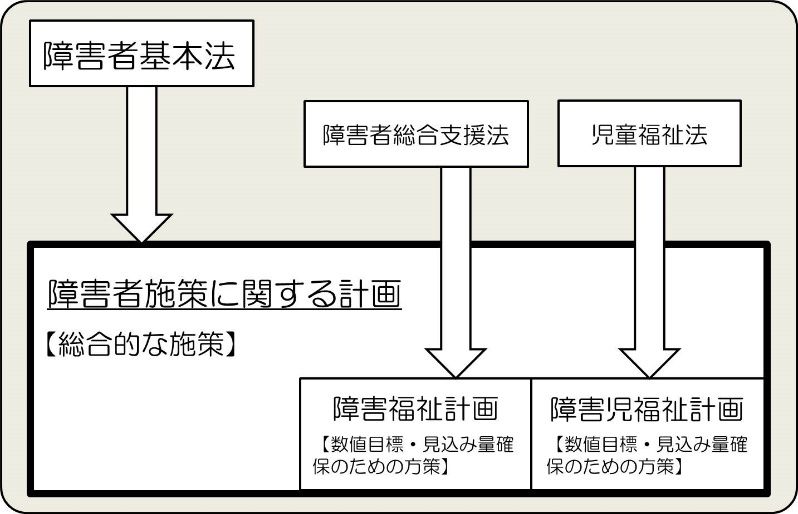 障害者基本法
障害者総合支援法
児童福祉法
障害者施策に関する計画
【総合的な施策】
障害福祉計画
【数値目標・見込み量確
保のための方策】
障害児福祉計画
【数値目標・見込み量確
保のための方策】